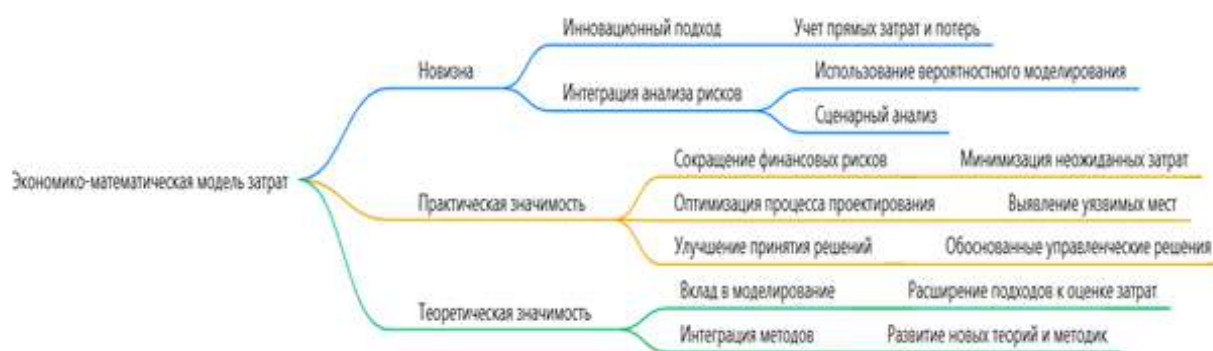 Экономико-математическая модель затрат
Новизна
Инновационный подход
Учет прямых затрат и потерь
Интеграция анализа рисков
Использование вероятностного моделирования
Сценарный анализ
Практическая значимость
Сокращение финансовых рисков
Минимизация неожиданных затрат
Оптимизация процесса проектирования
Выявление уязвимых мест
Улучшение принятия решений
Обоснованные управленческие решения
Теоретическая значимость
Вклад в моделирование
Расширение подходов к оценке затрат
Интеграция методов
Развитие новых теорий и методик